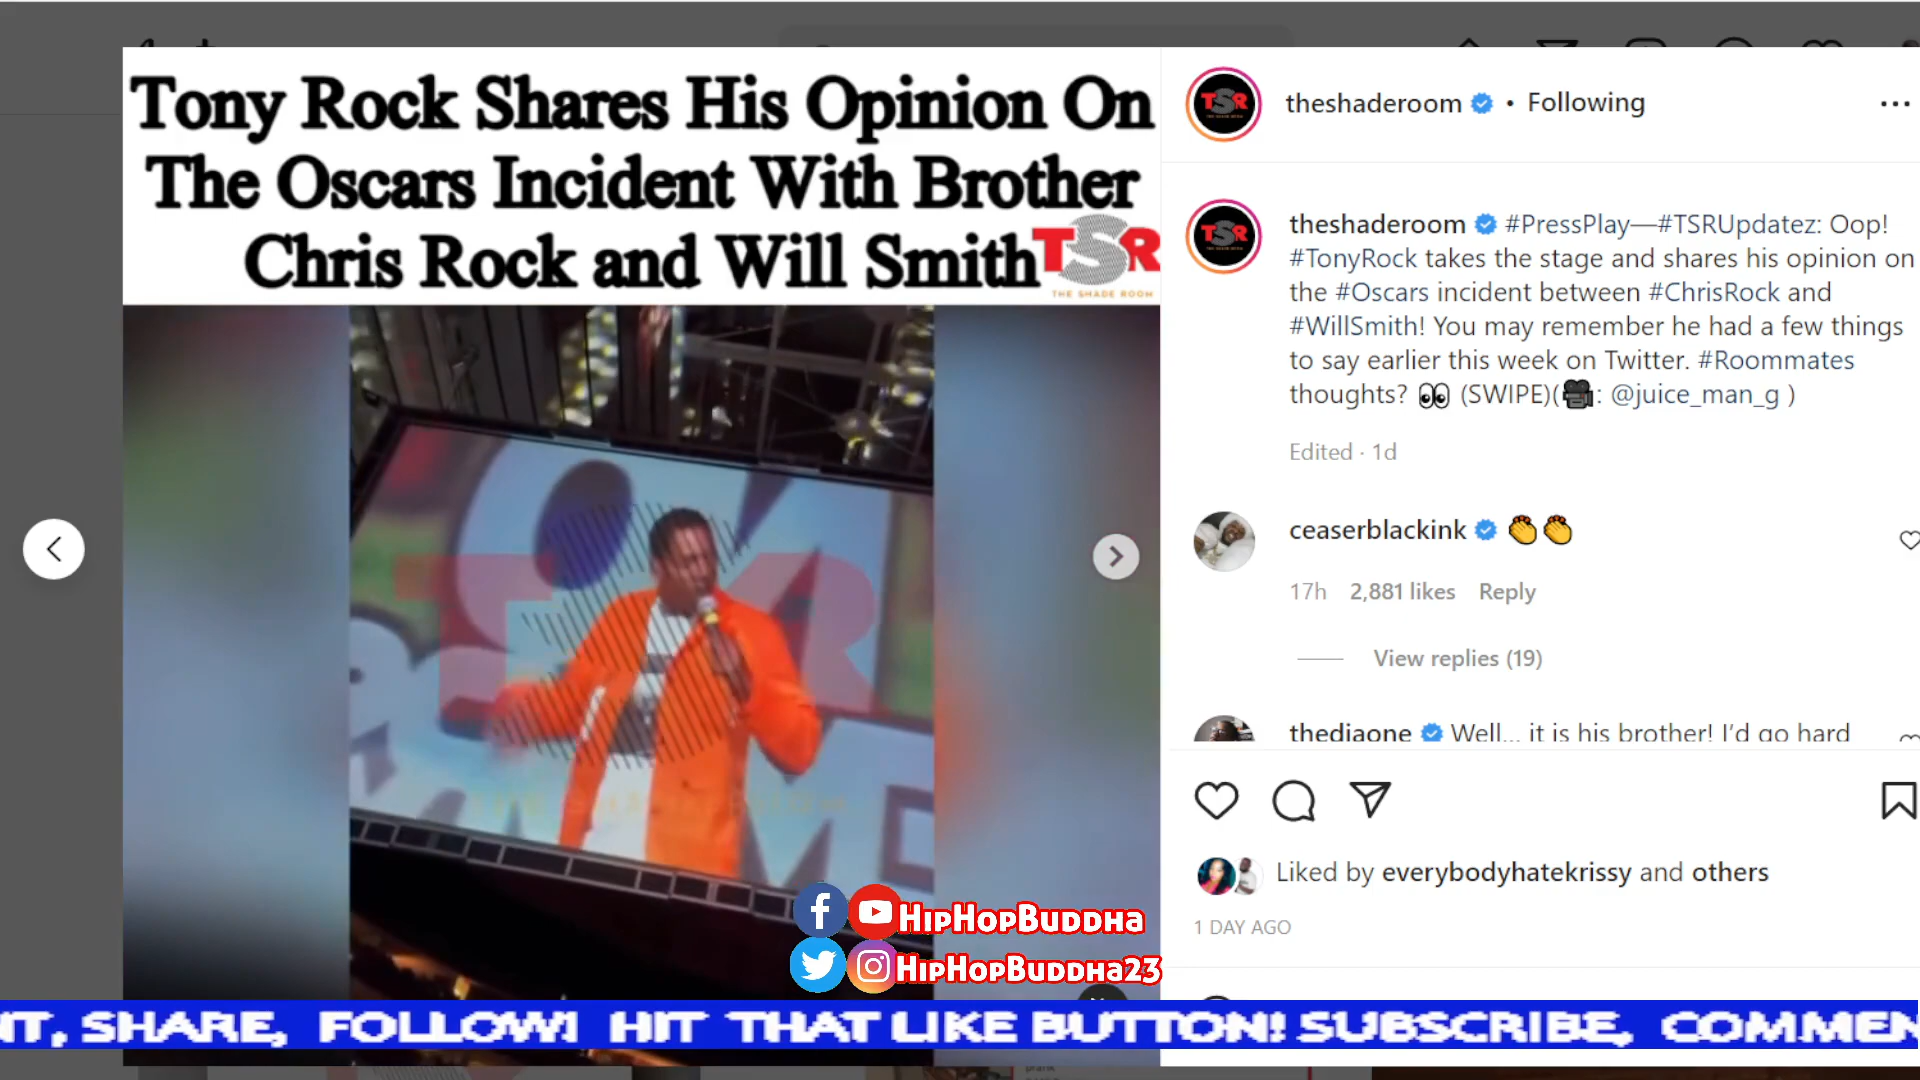 Tony Rock Shares His Opinion On
The Oscars Incident With Brother
Chris Rock and Will Smith
TSR
THE SHADE ROOM
TSR
theshaderoom • Following
TSR
theshaderoom #PressPlay—#TSRUpdatez: Oop!
#TonyRock takes the stage and shares his opinion on
the #Oscars incident between #ChrisRock and
#WillSmith! You may remember he had a few things
to say earlier this week on Twitter. #Roommates
thoughts? 👀 (SWIPE)(🎥: @juice_man_g )
Edited · 1d
ceaserblackink 👏👏
17h 2,881 likes Reply
View replies (19)
thediaone Well... it is his brother! I'd go hard
Liked by everybodyhatekrissy and others
1 DAY AGO
HipHopBuddha
HipHopBuddha23
NT, SHARE, FOLLOW! HIT THAT LIKE BUTTON! SUBSCRIBE, COMMEN